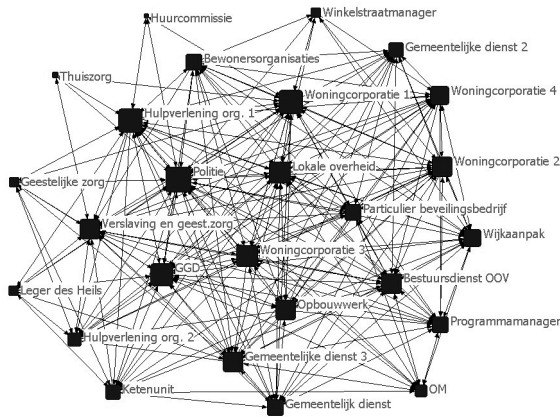 Huurcommissie
Winkelstraatmanager
Gemeentelijke dienst 2
Bewonersorganisaties
Thuiszorg
Woningcorporatie 4
Woningcorporatie 1
Hulpverlening org. 1
Woningcorporatie 2
Lokale overheid
Politie
Geestelijke zorg
Particulier beveilingsbedrijf
Verslaving en geest.zorg
Wijkaanpak
Woningcorporatie 3
GGD
Bestuursdienst OOV
Leger des Heils
Opbouwwerk
Programmamanager
Hulpverlening org. 2
Gemeentelijke dienst 3
Ketenunit
OM
Gemeentelijk dienst